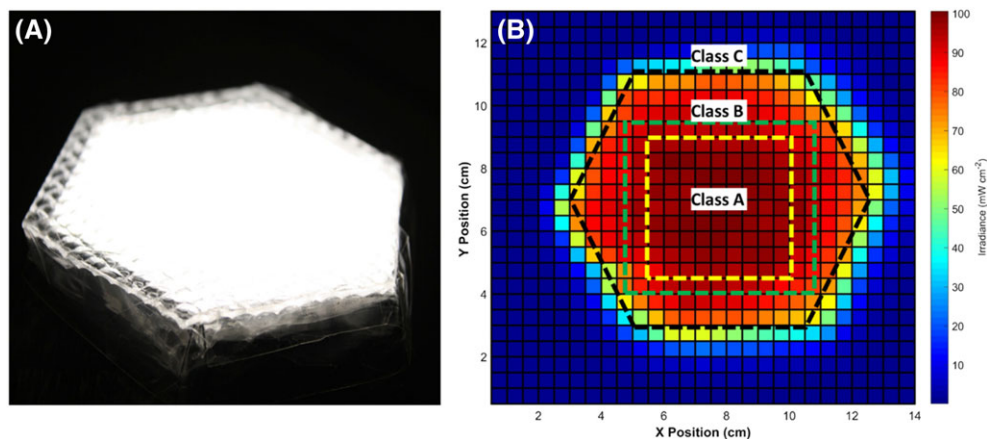 (A)
(B)
Class C
Class B
Class A
12
10
8
6
4
2
Y Position (cm)
2
4
6
8
10
12
14
X Position (cm)
100
90
80
70
60
50
40
30
20
10
Irradiance (mW cm⁻²)